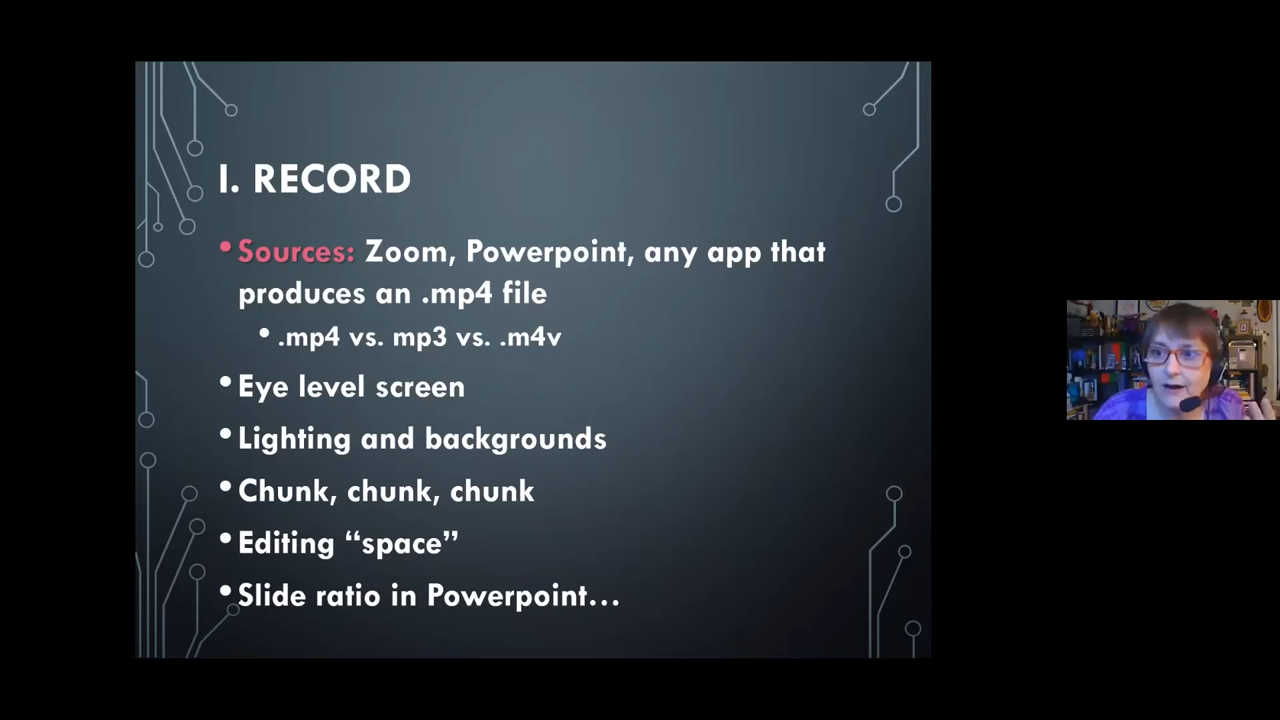 I. RECORD
• Sources: Zoom, Powerpoint, any app that
produces an .mp4 file
• .mp4 vs. mp3 vs. .m4v
• Eye level screen
• Lighting and backgrounds
• Chunk, chunk, chunk
• Editing “space”
• Slide ratio in Powerpoint…